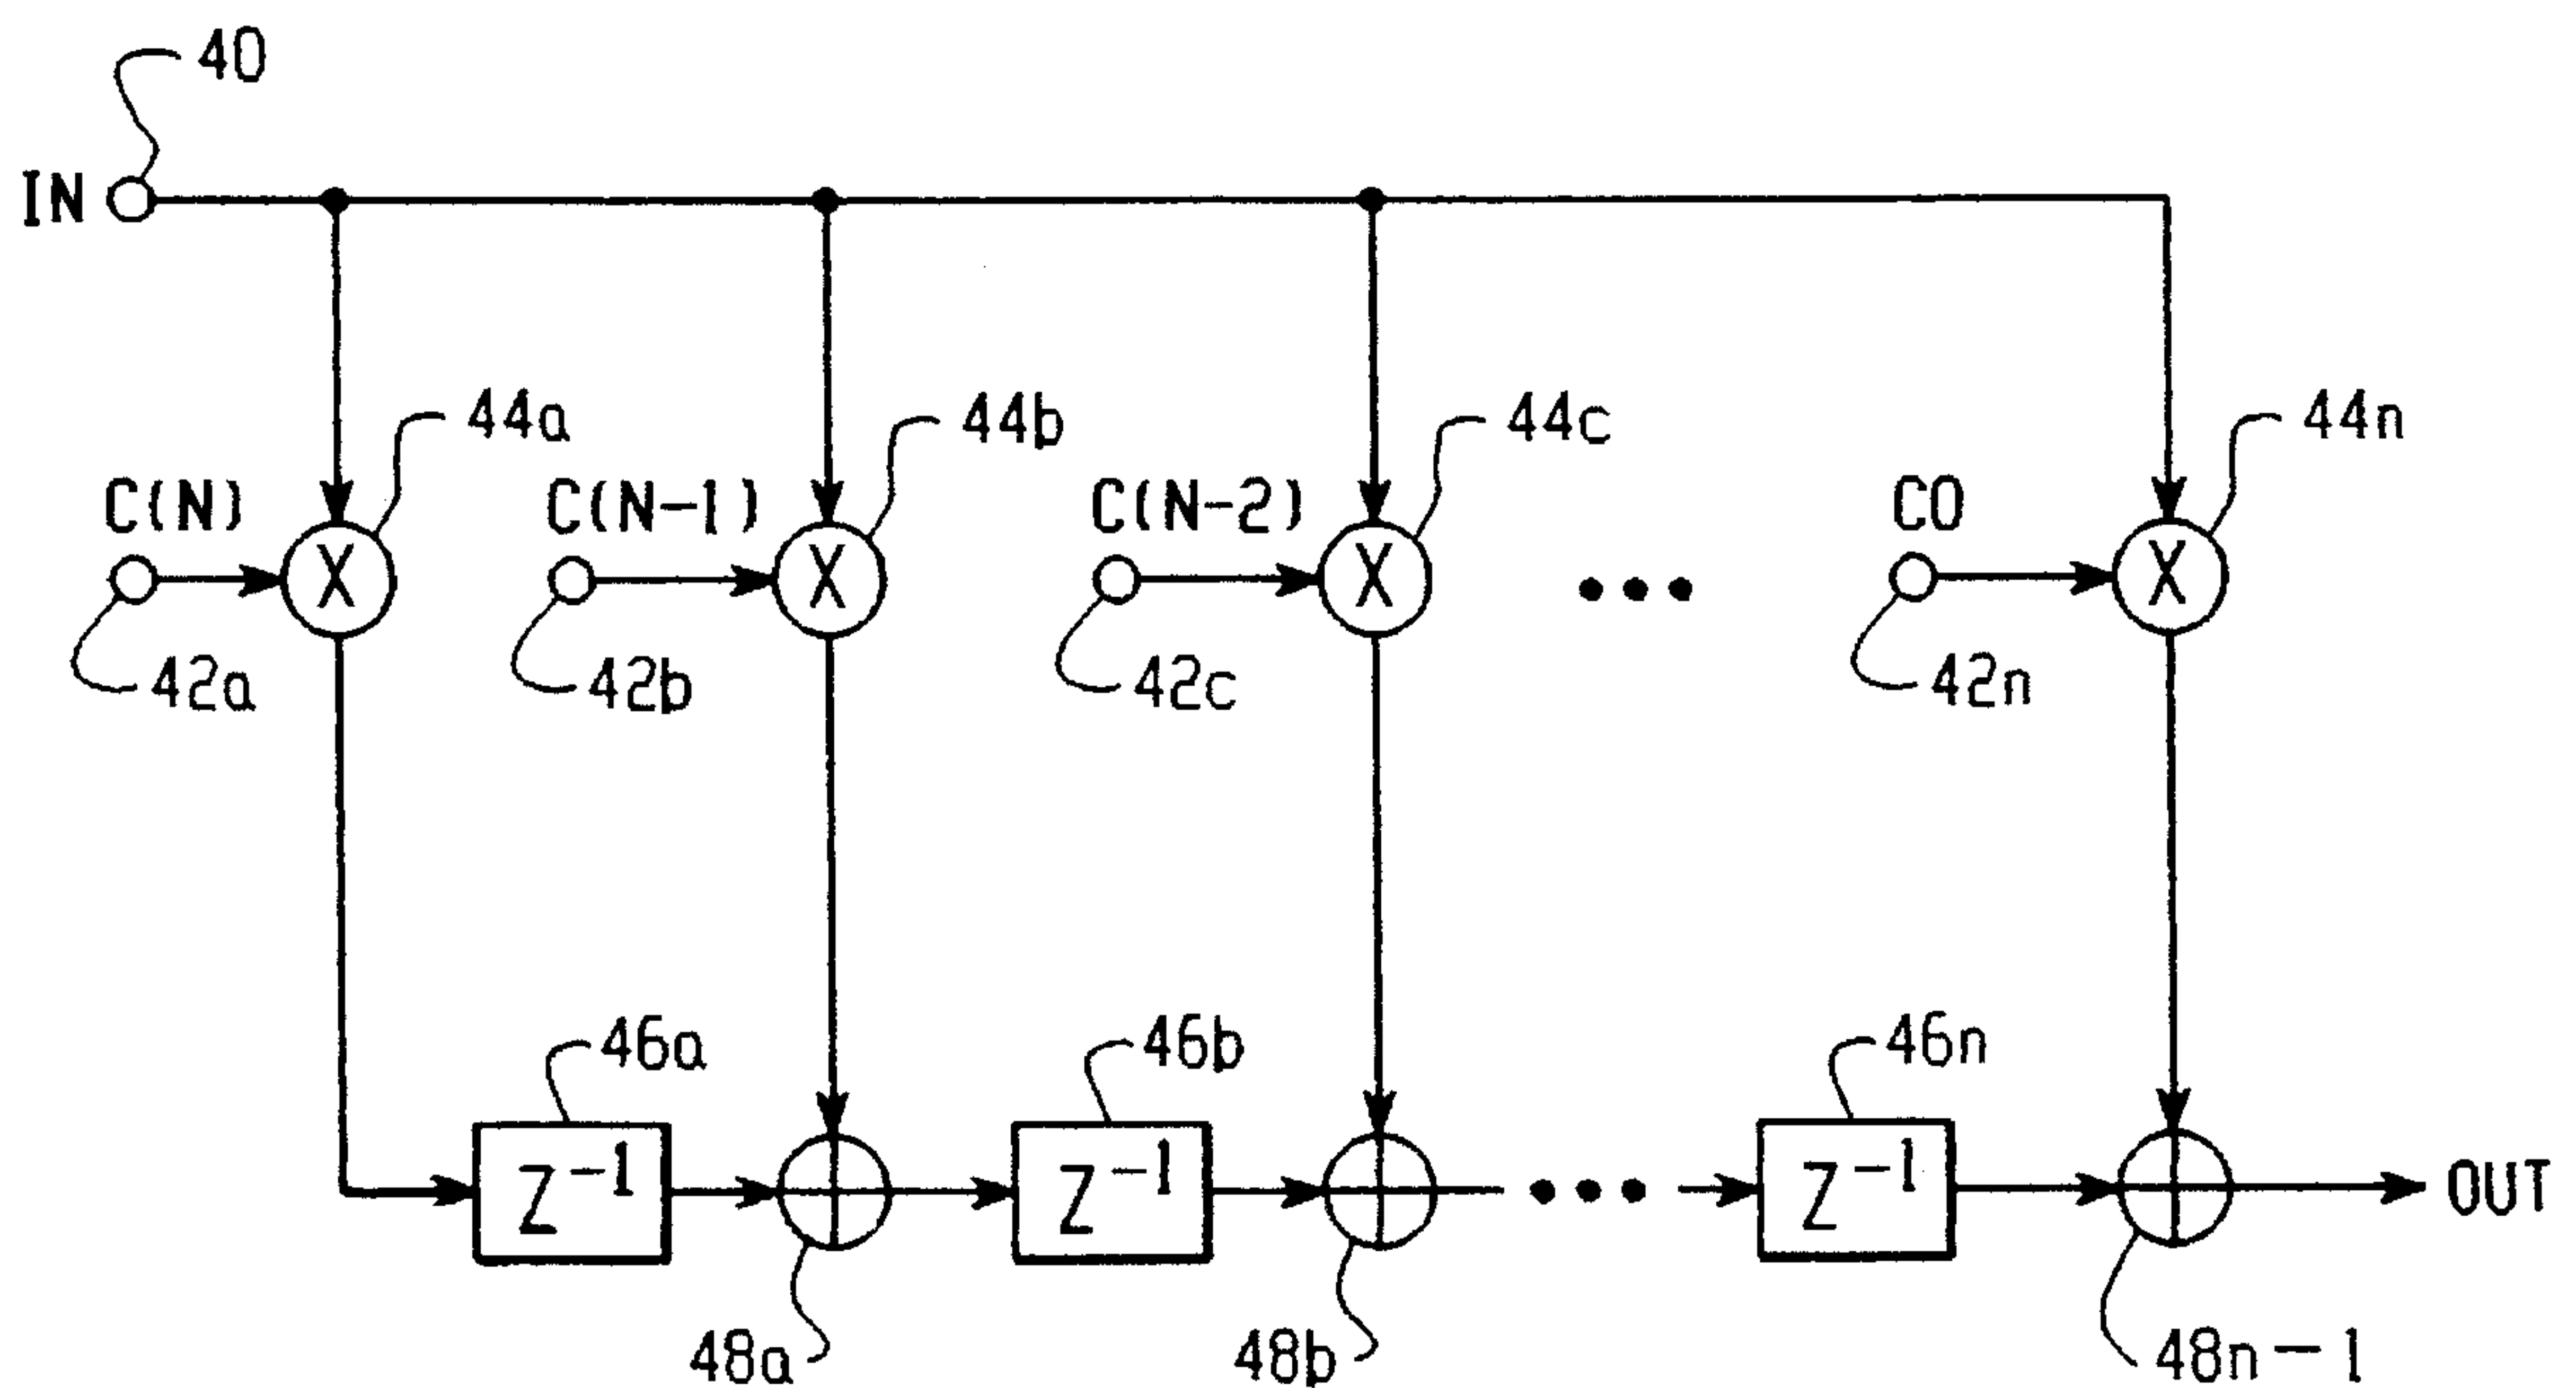 40
IN
44a
44b
44c
44n
C(N)
C(N-1)
C(N-2)
C0
X
X
X
X
42a
42b
42c
42n
46a
46b
46n
Z⁻¹
Z⁻¹
Z⁻¹
OUT
48a
48b
48n-1